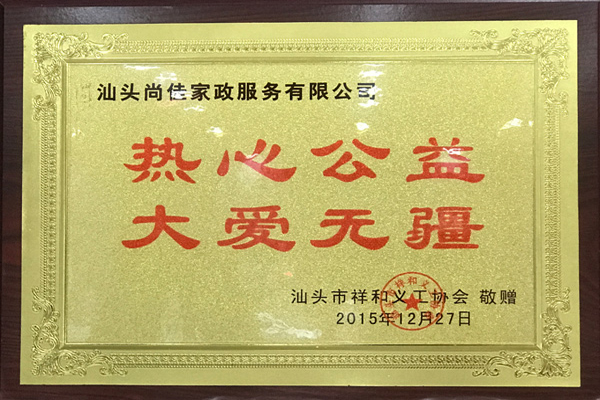 汕头尚佳家政服务有限公司
热心公益
大爱无疆
汕头市祥和义工协会 敬赠
2015年12月27日